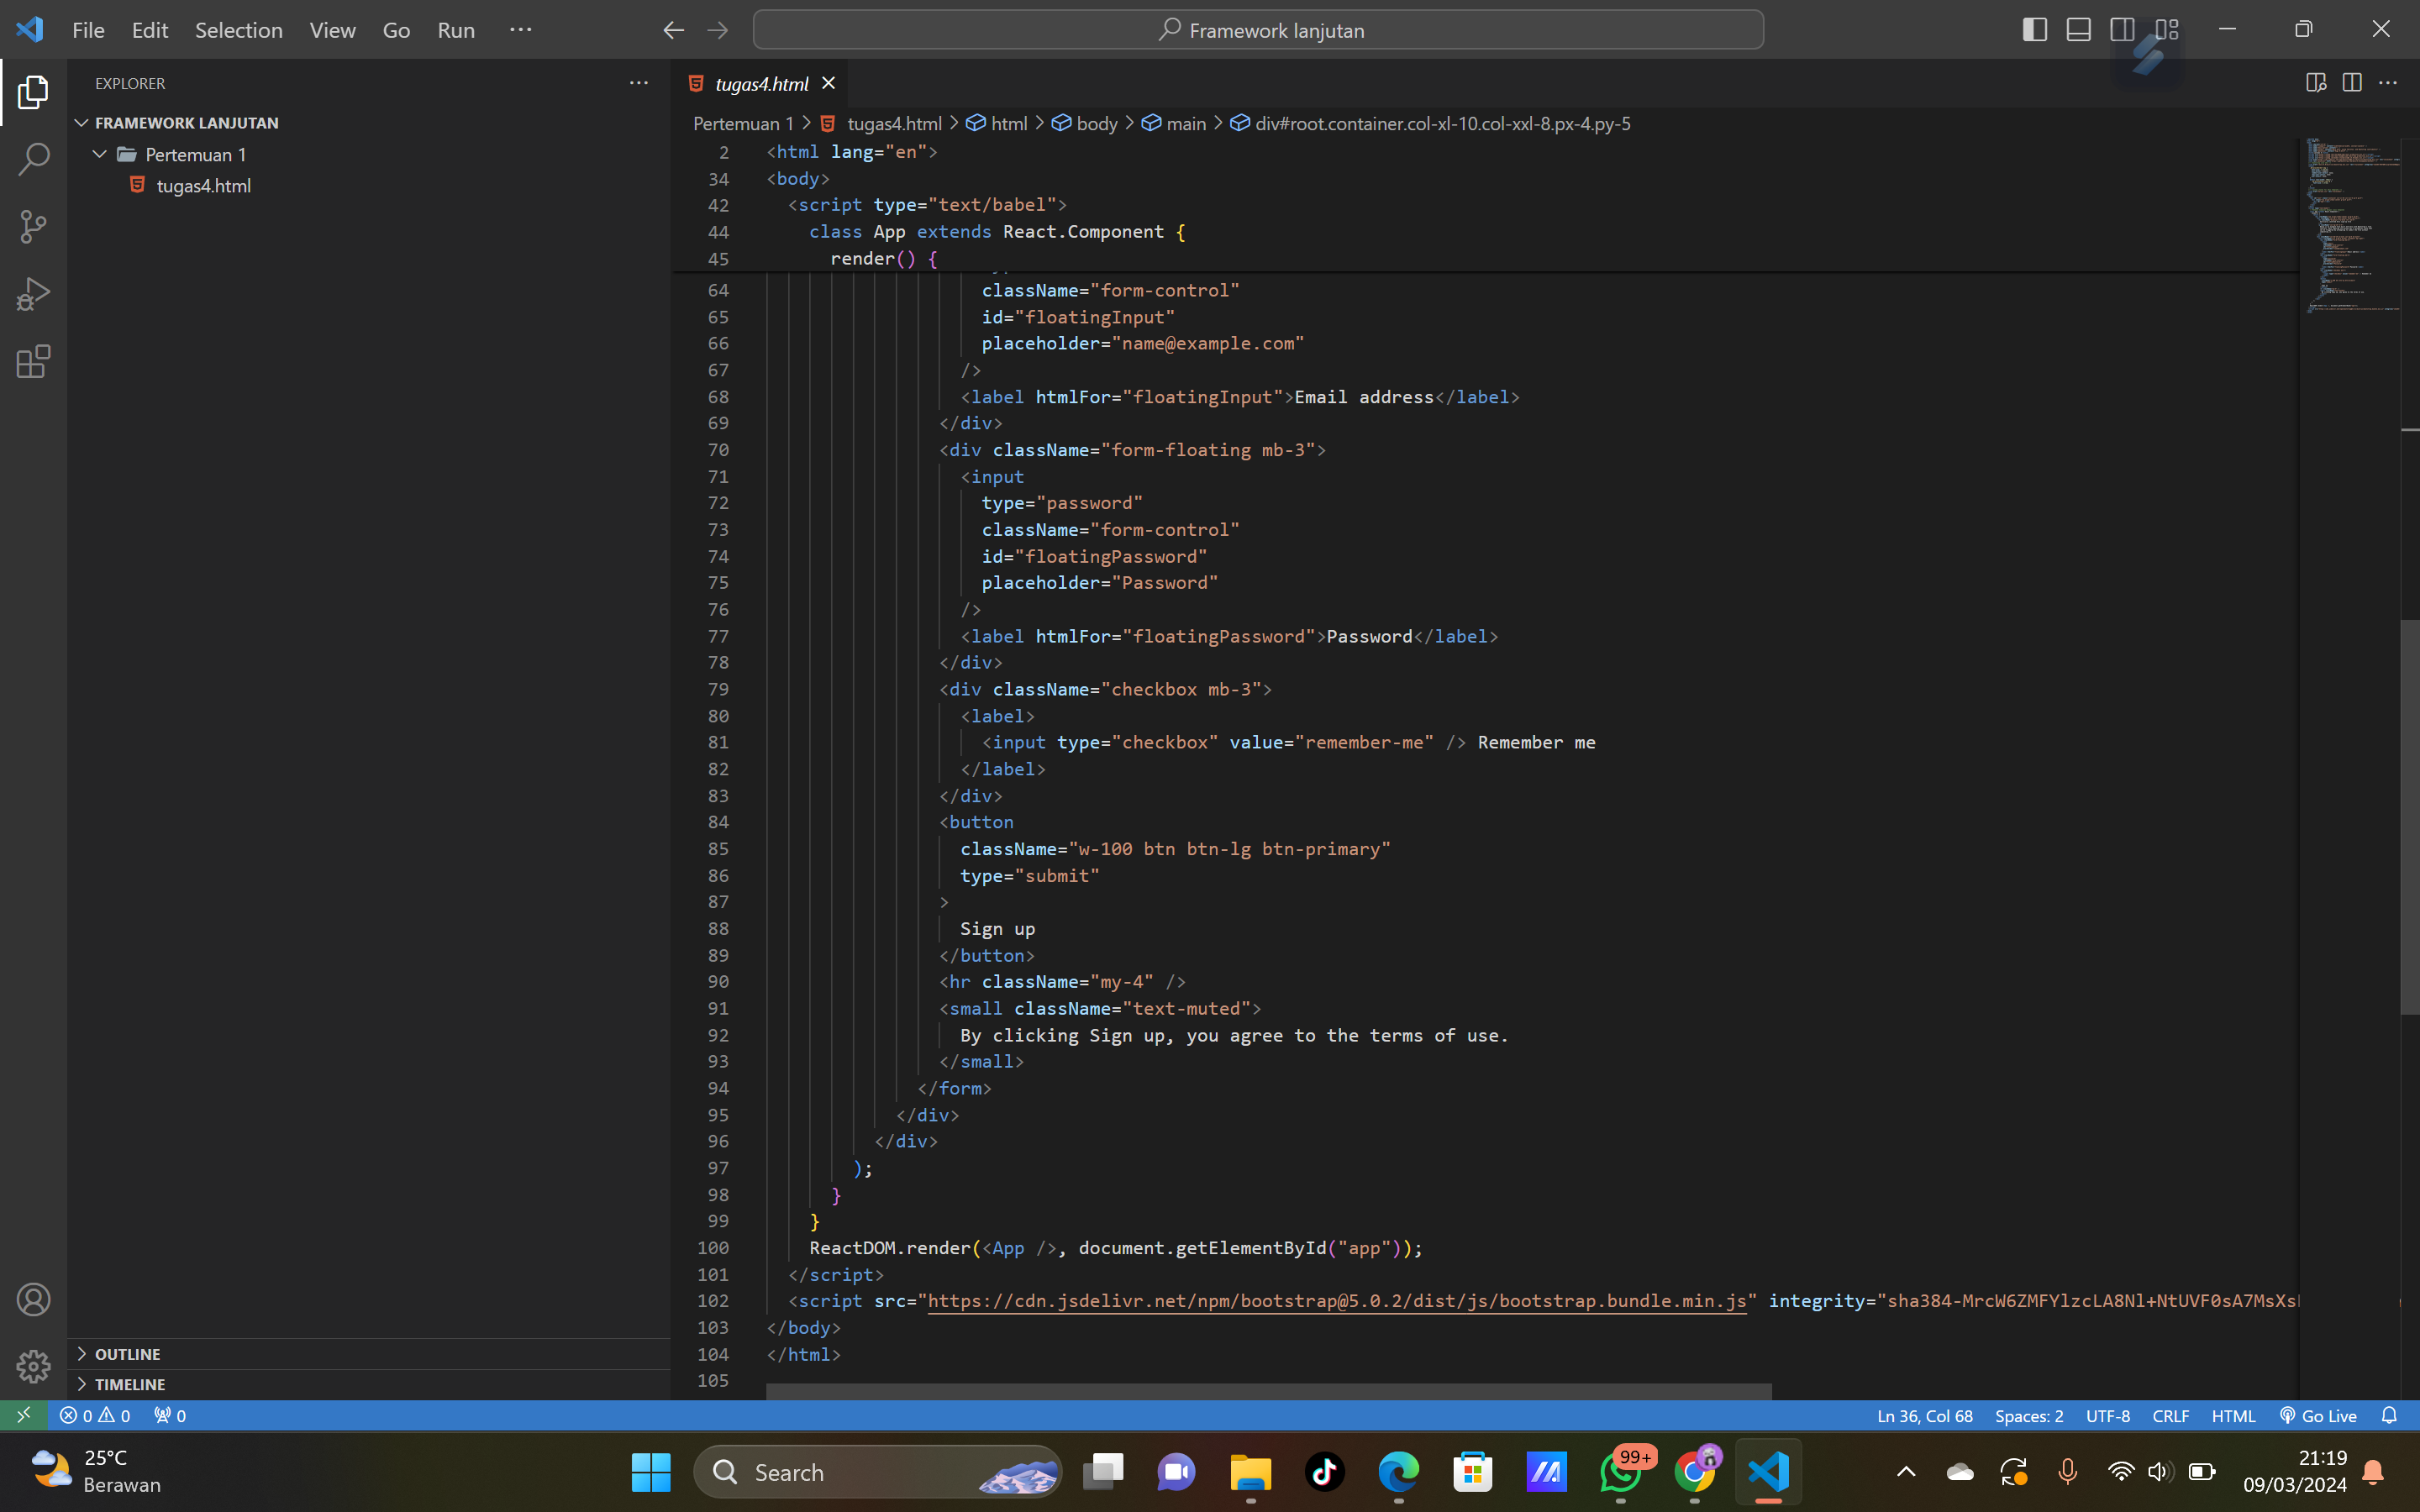 File Edit Selection View Go Run ···
Framework lanjutan
EXPLORER
FRAMEWORK LANJUTAN
Pertemuan 1
tugas4.html
OUTLINE
TIMELINE
tugas4.html
Pertemuan 1 > tugas4.html > html > body > main > div#root.container.col-xl-10.col-xxl-8.px-4.py-5
2 <html lang="en">
34 <body>
42 <script type="text/babel">
44 class App extends React.Component {
45 render() {
64 className="form-control"
65 id="floatingInput"
66 placeholder="name@example.com"
67 />
68 <label htmlFor="floatingInput">Email address</label>
69 </div>
70 <div className="form-floating mb-3">
71 <input
72 type="password"
73 className="form-control"
74 id="floatingPassword"
75 placeholder="Password"
76 />
77 <label htmlFor="floatingPassword">Password</label>
78 </div>
79 <div className="checkbox mb-3">
80 <label>
81 <input type="checkbox" value="remember-me" /> Remember me
82 </label>
83 </div>
84 <button
85 className="w-100 btn btn-lg btn-primary"
86 type="submit"
87 >
88 Sign up
89 </button>
90 <hr className="my-4" />
91 <small className="text-muted">
92 By clicking Sign up, you agree to the terms of use.
93 </small>
94 </form>
95 </div>
96 </div>
97 );
98 }
99 }
100 ReactDOM.render(<App />, document.getElementById("app"));
101 </script>
102 <script src="https://cdn.jsdelivr.net/npm/bootstrap@5.0.2/dist/js/bootstrap.bundle.min.js" integrity="sha384-MrcW6ZMFYlzcLA8Nl+NtUVF0sA7MsXs
103 </body>
104 </html>
105
0 0 0
Ln 36, Col 68 Spaces: 2 UTF-8 CRLF HTML Go Live
25°C
Berawan
Search
99+
21:19
09/03/2024